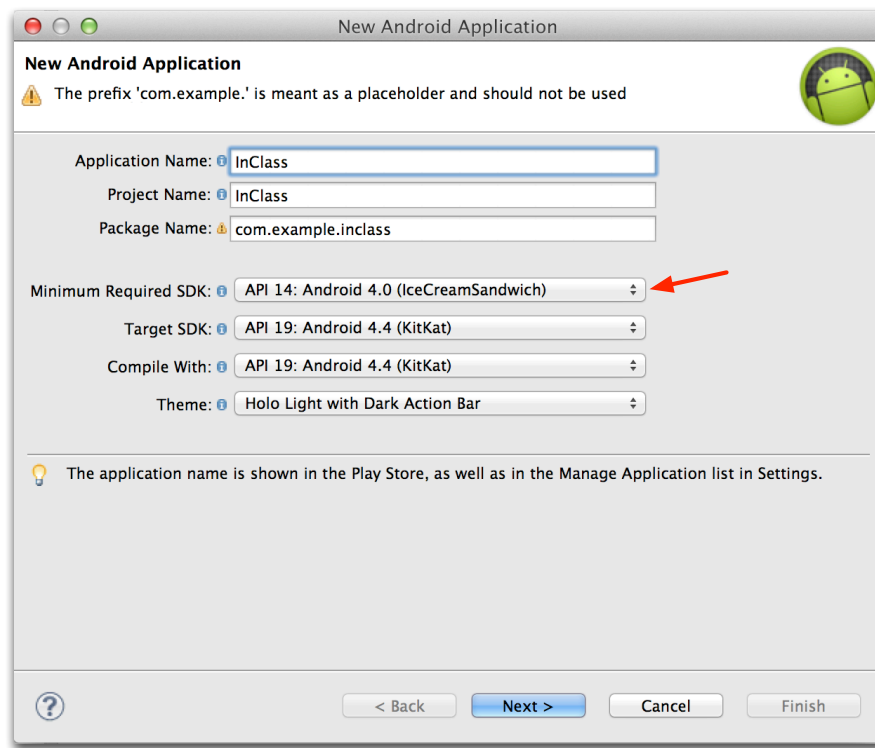 New Android Application
New Android Application
The prefix 'com.example.' is meant as a placeholder and should not be used
Application Name: InClass
Project Name: InClass
Package Name: com.example.inclass
Minimum Required SDK: API 14: Android 4.0 (IceCreamSandwich)
Target SDK: API 19: Android 4.4 (KitKat)
Compile With: API 19: Android 4.4 (KitKat)
Theme: Holo Light with Dark Action Bar
The application name is shown in the Play Store, as well as in the Manage Application list in Settings.
? < Back Next > Cancel Finish